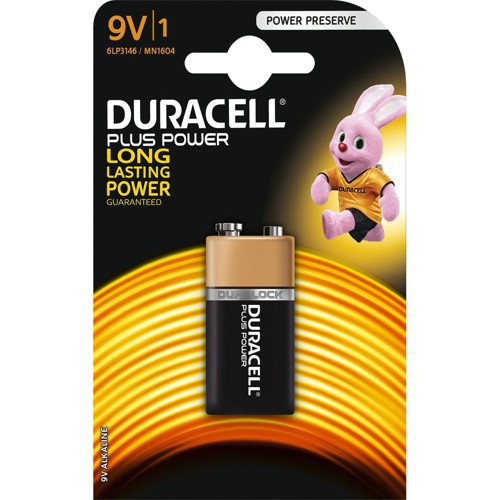 9V|1
6LP3146 / MN1604
POWER PRESERVE
DURACELL®
PLUS POWER
LONG
LASTING
POWER
GUARANTEED
DURACELL
DURALOCK
DURACELL
PLUS POWER
9V ALKALINE